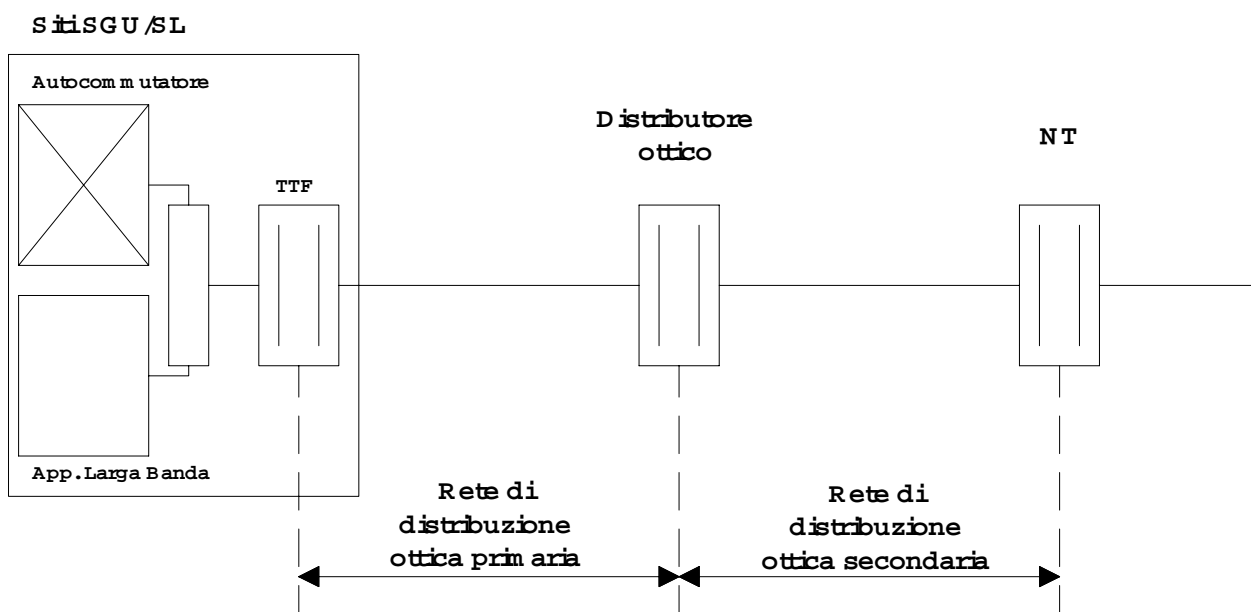 Siti SGU/SL
Autocommutatore
TTF
Distributore
ottico
NT
App. Larga Banda
Rete di
distribuzione
ottica primaria
Rete di
distribuzione
ottica secondaria